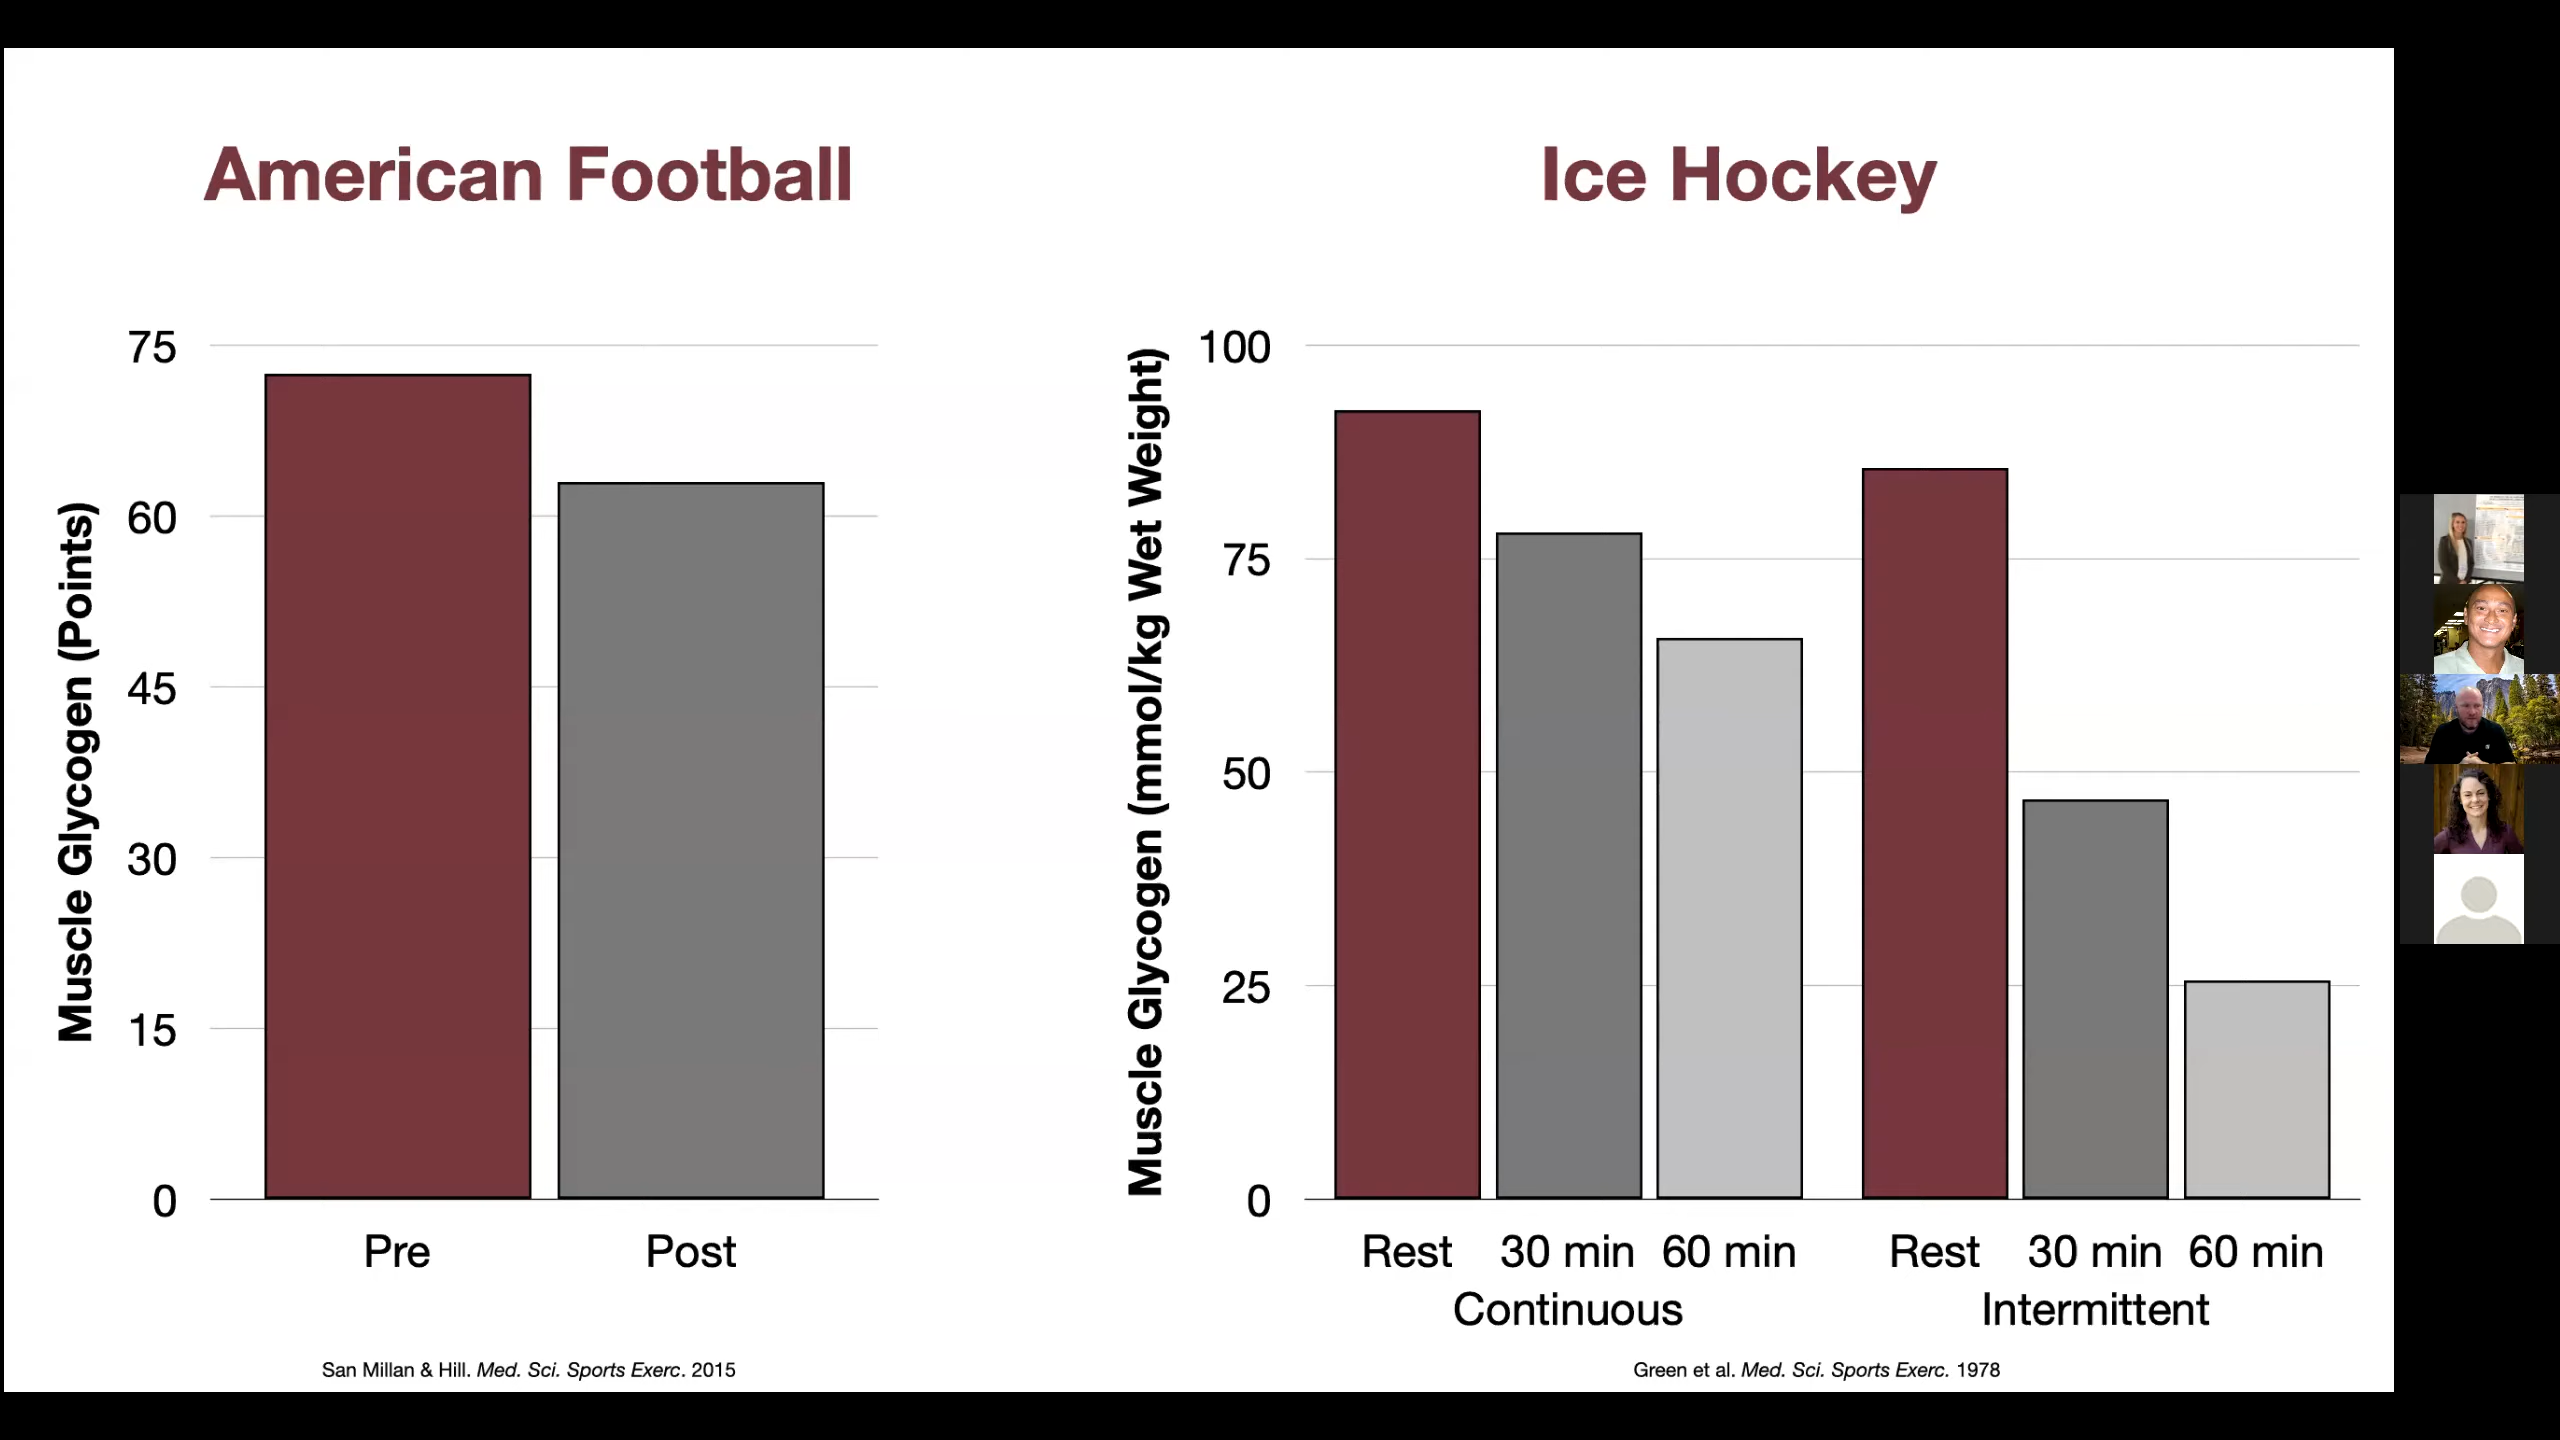 American Football
Muscle Glycogen (Points)
75
60
45
30
15
0
Pre Post
San Millan & Hill. Med. Sci. Sports Exerc. 2015
Ice Hockey
Muscle Glycogen (mmol/kg Wet Weight)
100
75
50
25
0
Rest 30 min 60 min Rest 30 min 60 min
Continuous Intermittent
Green et al. Med. Sci. Sports Exerc. 1978